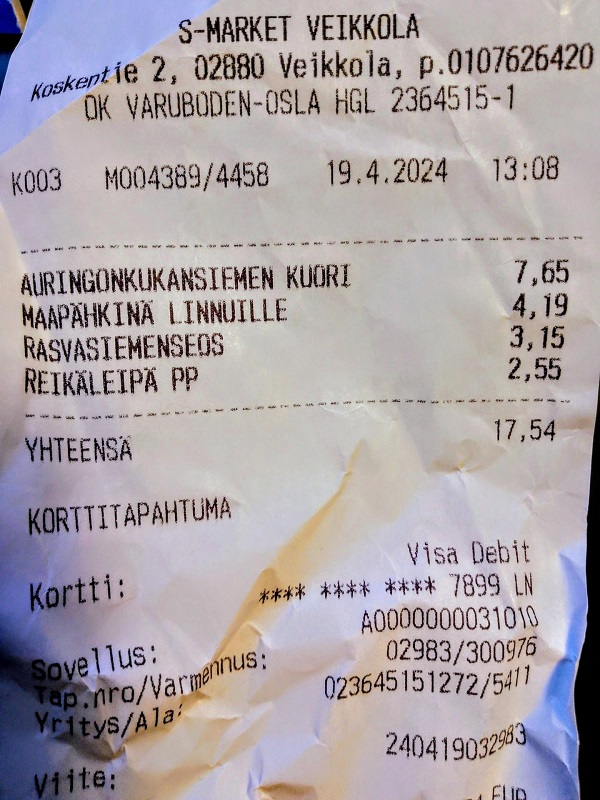 S-MARKET VEIKKOLA
Koskentie 2, 02880 Veikkola, p.0107626420
OK VARUBODEN-OSLA HGL 2364515-1
K003 M004389/4458 19.4.2024 13:08
AURINGONKUKANSIEMEN KUORI 7,65
MAAPÄHKINÄ LINNUILLE 4,19
RASVASIEMENSEOS 3,15
REIKÄLEIPÄ PP 2,55
YHTEENSÄ 17,54
KORTTITAPAHTUMA
Visa Debit
Kortti: **** **** **** 7899 LN
A0000000031010
Sovellus: 02983/300976
Tap.nro/Varmennus: 023645151272/5411
Yritys/Ala:
240419032983
Viite:
EUR